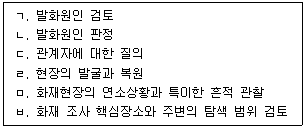 ㄱ. 발화원인 검토
ㄴ. 발화원인 판정
ㄷ. 관계자에 대한 질의
ㄹ. 현장의 발굴과 복원
ㅁ. 화재현장의 연소상황과 특이한 흔적 관찰
ㅂ. 화재 조사 핵심장소와 주변의 탐색 범위 검토